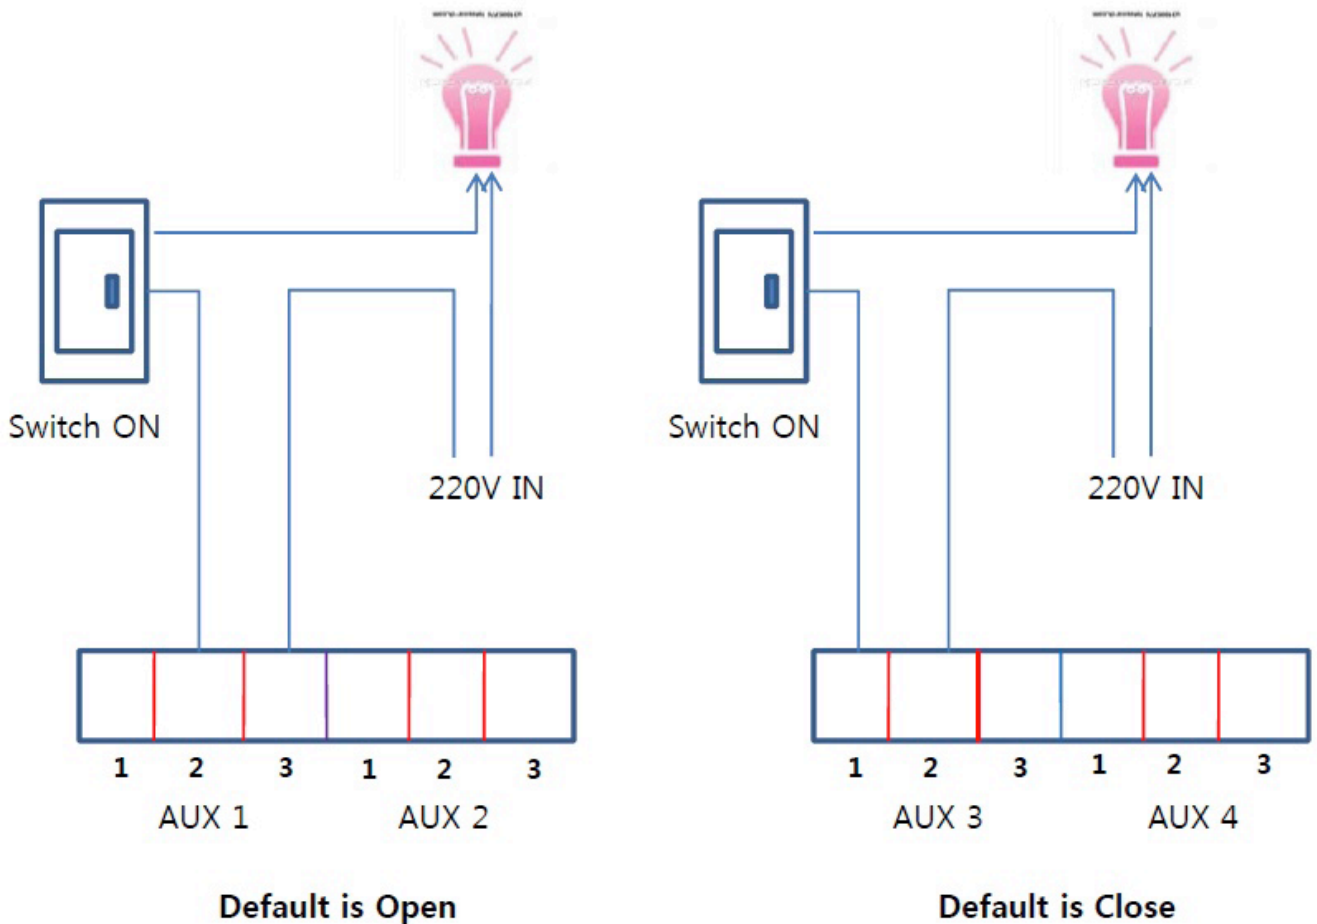 Switch ON
220V IN
1 2 3 1 2 3
AUX 1 AUX 2
Default is Open
Switch ON
220V IN
1 2 3 1 2 3
AUX 3 AUX 4
Default is Close